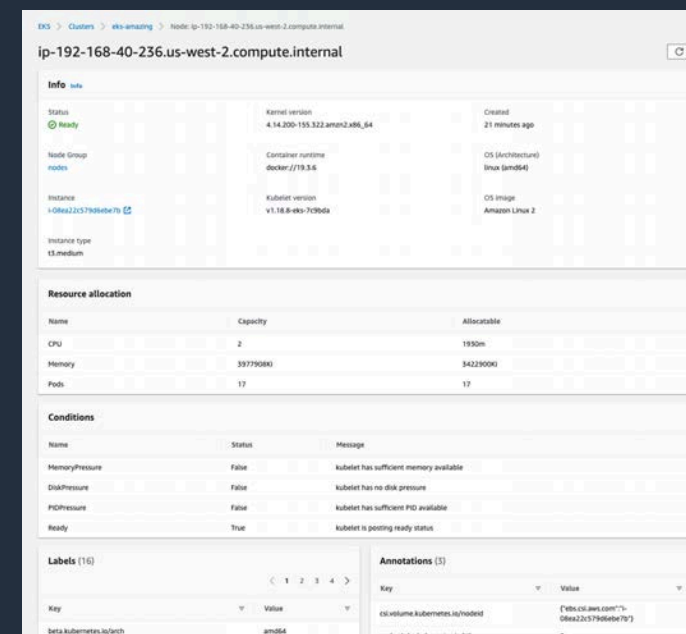 EKS > Clusters > eks-amazing > Node: ip-192-168-40-236.us-west-2.compute.internal
ip-192-168-40-236.us-west-2.compute.internal
Info Info
Status Kernel version Created
Ready 4.14.200-155.322.amzn2.x86_64 21 minutes ago
Node Group Container runtime OS (Architecture)
nodes docker://19.3.6 linux (amd64)
Instance Kubelet version OS image
i-08ea22c579d6ebe7b v1.18.8-eks-7c9bda Amazon Linux 2
Instance type
t3.medium
Resource allocation
Name Capacity Allocatable
CPU 2 1930m
Memory 3977908Ki 3422900Ki
Pods 17 17
Conditions
Name Status Message
MemoryPressure False kubelet has sufficient memory available
DiskPressure False kubelet has no disk pressure
PIDPressure False kubelet has sufficient PID available
Ready True kubelet is posting ready status
Labels (16) Annotations (3)
< 1 2 3 4 >
Key Value
Key Value
csi.volume.kubernetes.io/nodeid {"ebs.csi.aws.com":"i-
08ea22c579d6ebe7b"}
beta.kubernetes.io/arch amd64